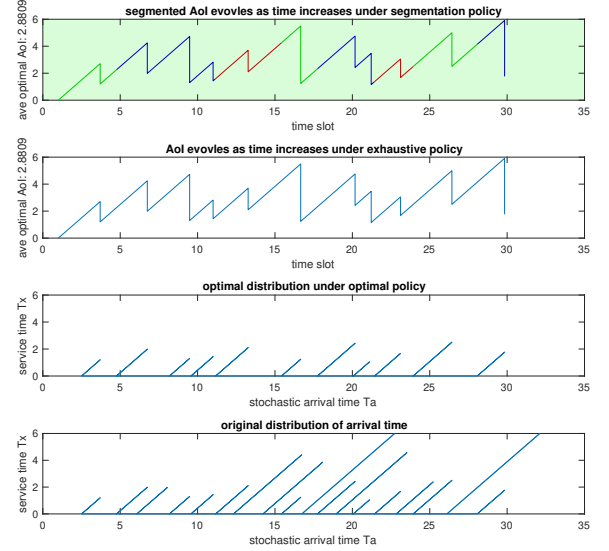 segmented AoI evovles as time increases under segmentation policy
ave optimal AoI: 2.8809
6
4
2
0
0 5 10 15 20 25 30 35
time slot
AoI evovles as time increases under exhaustive policy
ave optimal AoI: 2.8809
6
4
2
0
0 5 10 15 20 25 30 35
time slot
optimal distribution under optimal policy
service time Tx
6
4
2
0
0 5 10 15 20 25 30 35
stochastic arrival time Ta
original distribution of arrival time
service time Tx
6
4
2
0
0 5 10 15 20 25 30 35
stochastic arrival time Ta